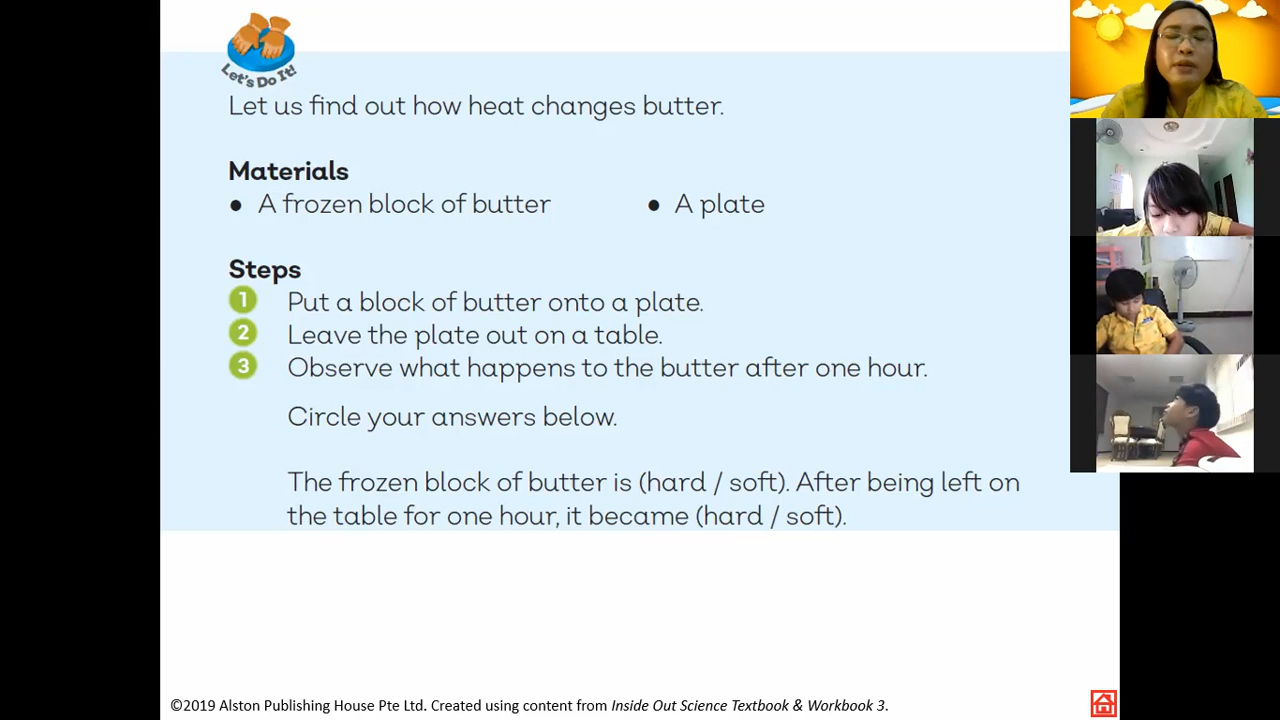 Let's Do It!
Let us find out how heat changes butter.
Materials
● A frozen block of butter ● A plate
Steps
1 Put a block of butter onto a plate.
2 Leave the plate out on a table.
3 Observe what happens to the butter after one hour.
Circle your answers below.
The frozen block of butter is (hard / soft). After being left on
the table for one hour, it became (hard / soft).
©2019 Alston Publishing House Pte Ltd. Created using content from Inside Out Science Textbook & Workbook 3.